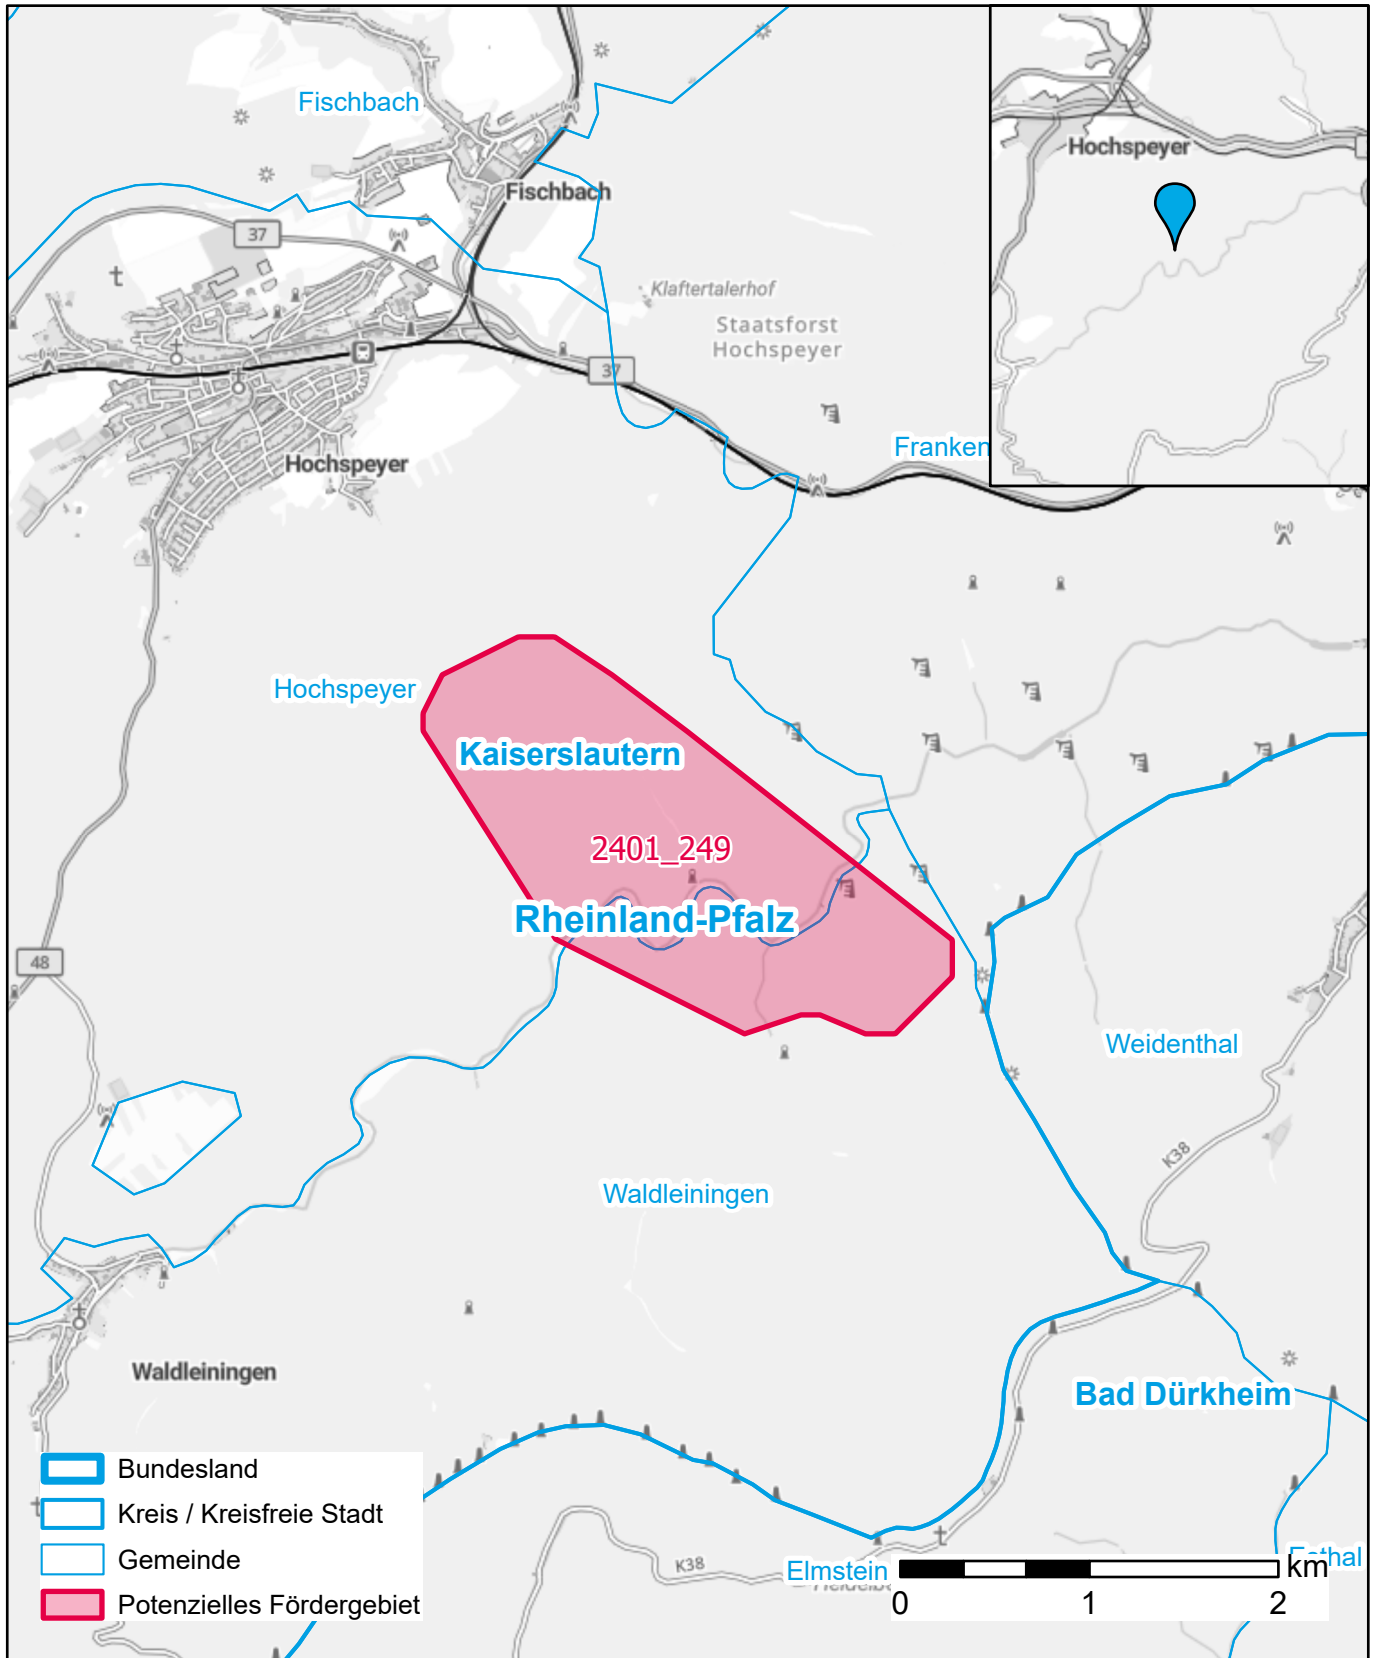 Fischbach
Fischbach
37
Hochspeyer
Klaftertalerhof
Staatsforst
Hochspeyer
37
Franken
Hochspeyer
Hochspeyer
Kaiserslautern
2401_249
Rheinland-Pfalz
48
Weidenthal
K38
Waldleiningen
Waldleiningen
Bad Dürkheim
Bundesland
Kreis / Kreisfreie Stadt
Gemeinde
Potenzielles Fördergebiet
K38
Elmstein
km
0 1 2